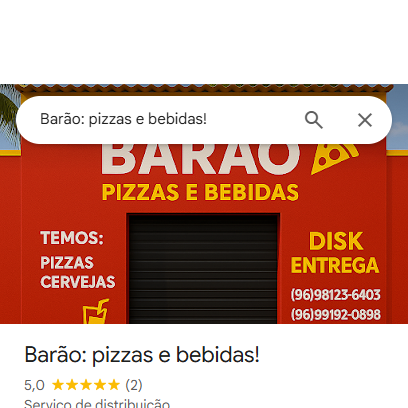 Barão: pizzas e bebidas!
BARÃO
PIZZAS E BEBIDAS
TEMOS:
PIZZAS
CERVEJAS
DISK
ENTREGA
(96)98123-6403
(96)99192-0898
Barão: pizzas e bebidas!
5,0 ★★★★★ (2)
Serviço de distribuição